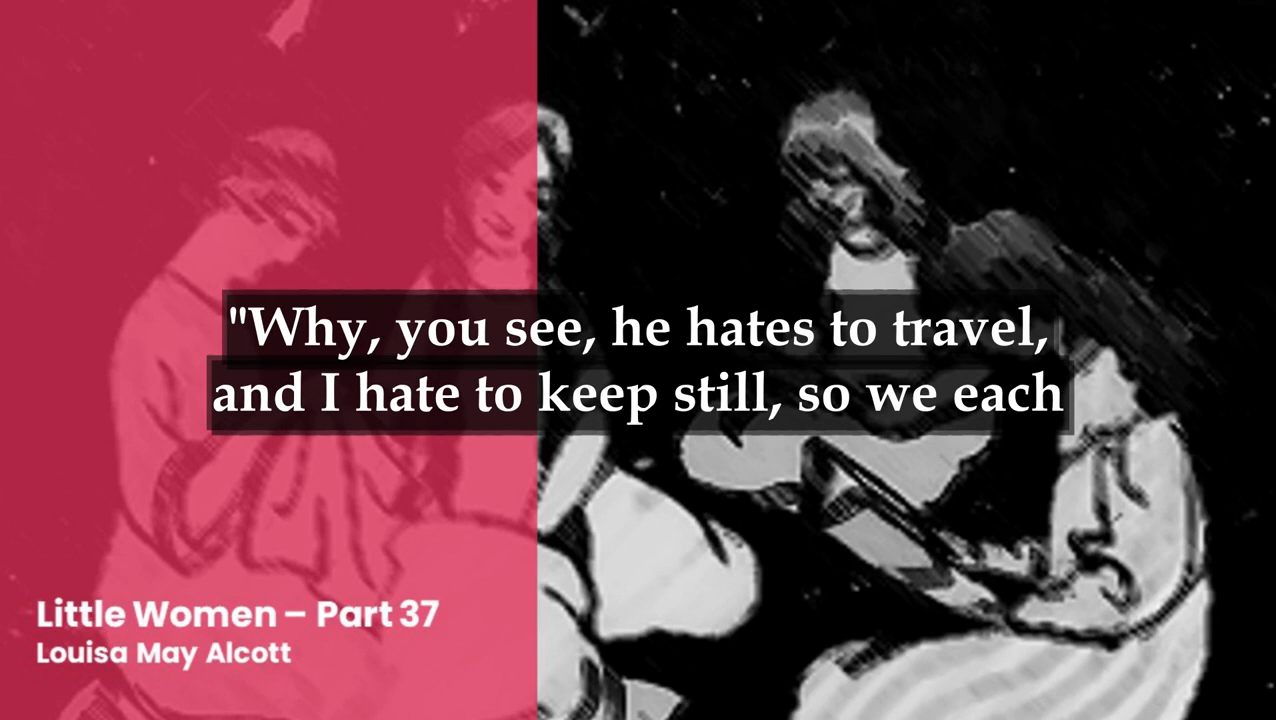 "Why, you see, he hates to travel,
and I hate to keep still, so we each
Little Women – Part 37
Louisa May Alcott